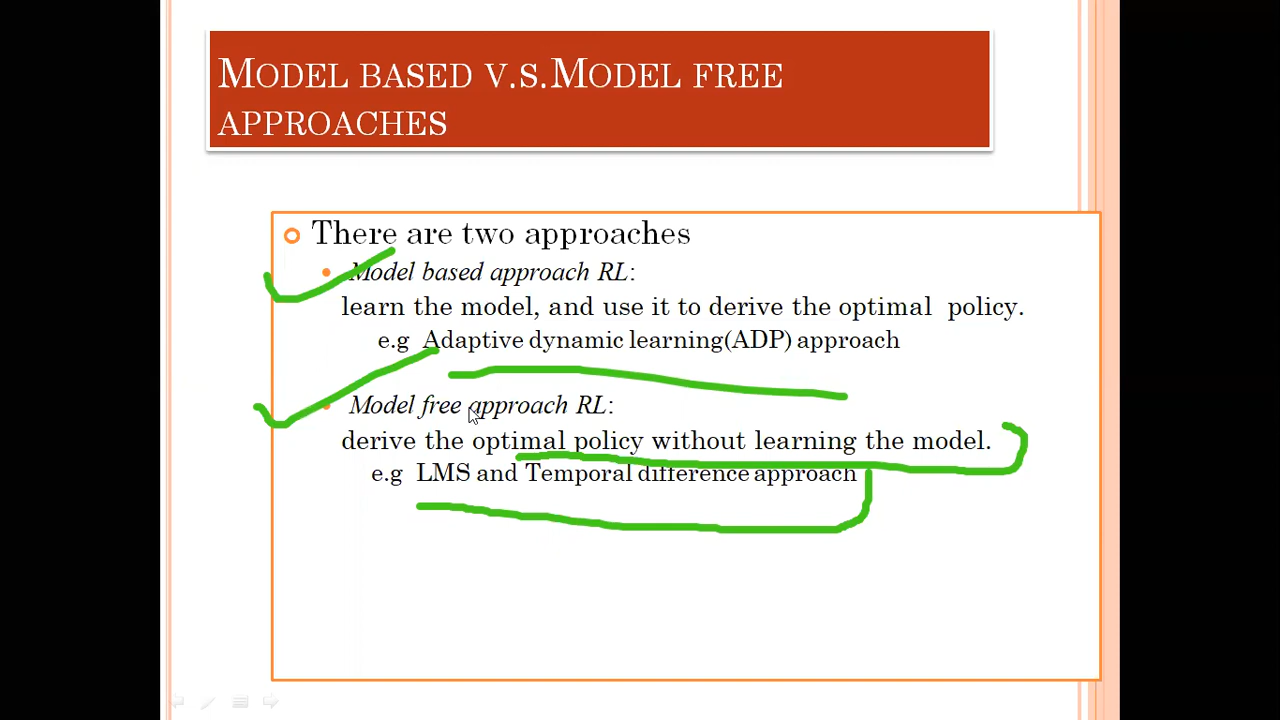 MODEL BASED V.S.MODEL FREE
APPROACHES
There are two approaches
Model based approach RL:
learn the model, and use it to derive the optimal policy.
e.g Adaptive dynamic learning(ADP) approach
Model free approach RL:
derive the optimal policy without learning the model.
e.g LMS and Temporal difference approach